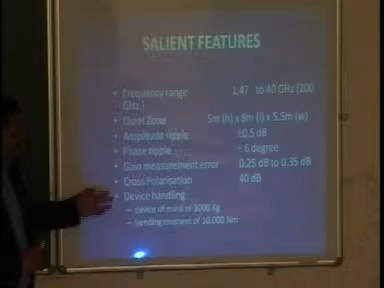 SALIENT FEATURES
• Frequency range 1.47 to 40 GHz (200
GHz.)
• Quiet Zone 5m (h) x 8m (l) x 5.5m (w)
• Amplitude ripple ±0.5 dB
• Phase ripple ±6 degree
• Gain measurement error 0.25 dB to 0.35 dB
• Cross Polarisation 40 dB
• Device handling
– device of mass of 1000 Kg
– bending moment of 10,000 Nm